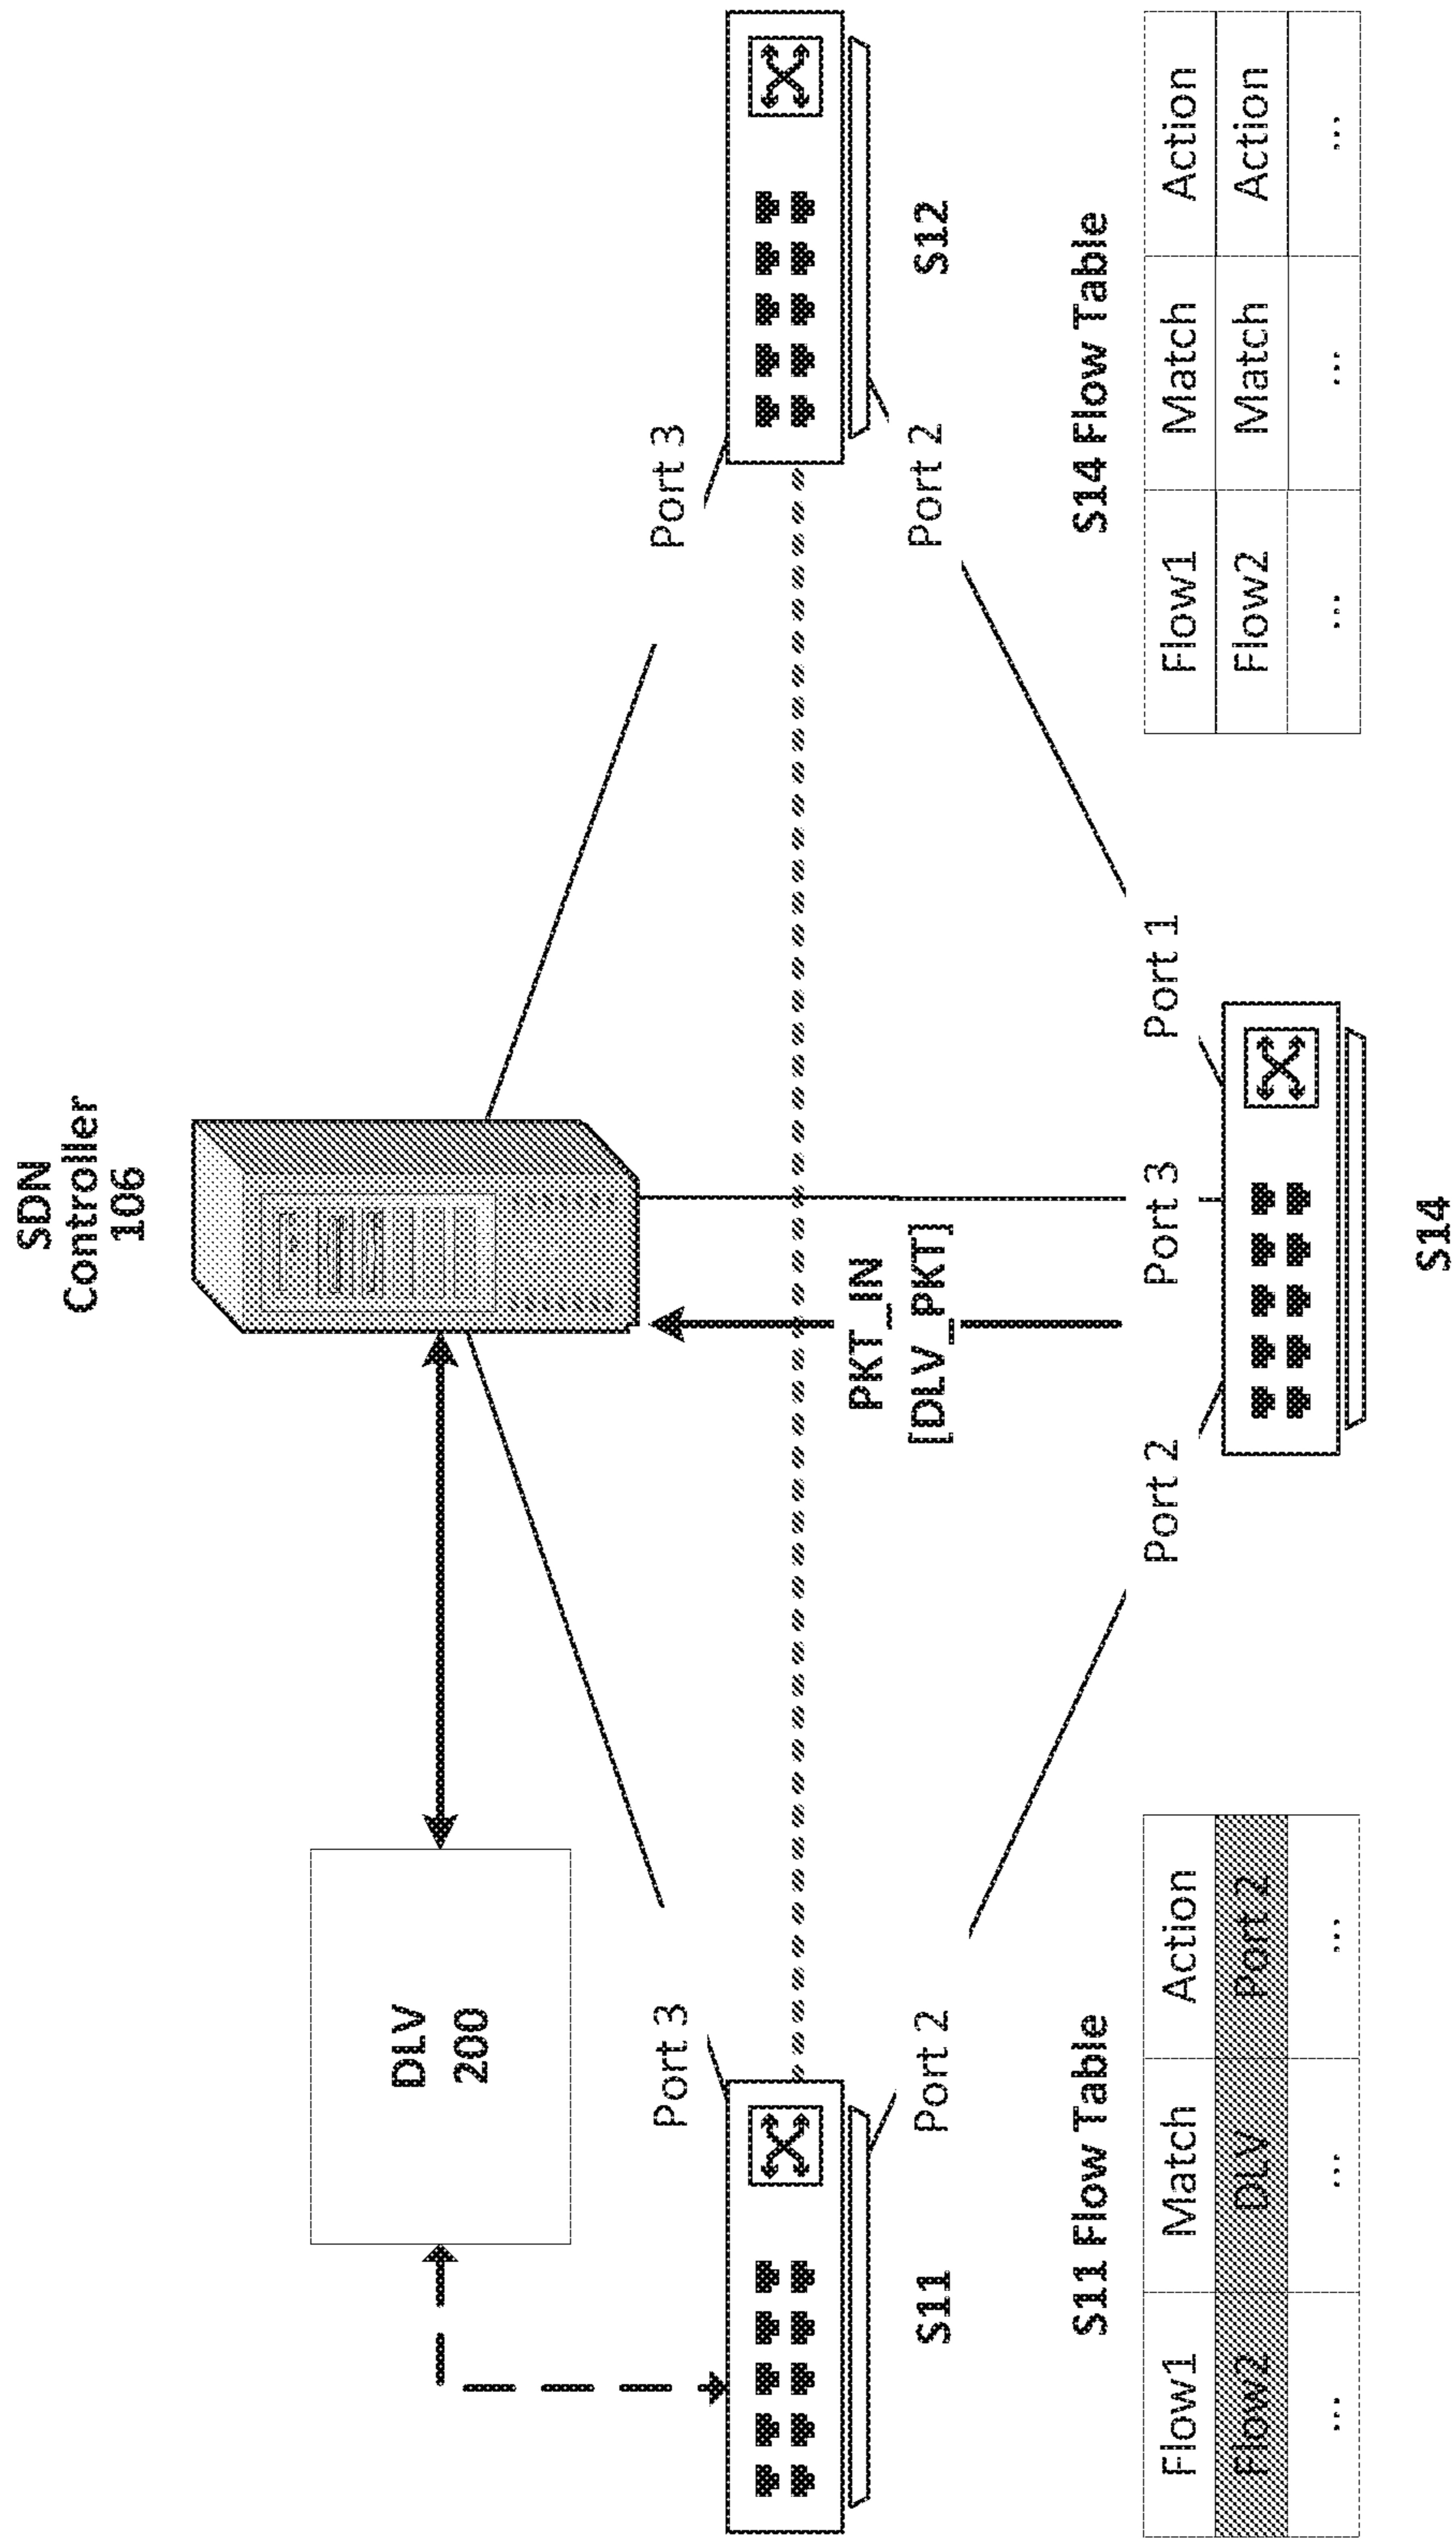 SDN
Controller
106
DLV
200
Port 3
Port 3
PKT_IN
[DLV_PKT]
S11
S12
Port 2
Port 2
Port 2
Port 3
Port 1
S14
S11 Flow Table
Flow1 Match Action
Flow2 DLV Port 2
... ... ...
S14 Flow Table
Flow1 Match Action
Flow2 Match Action
... ... ...